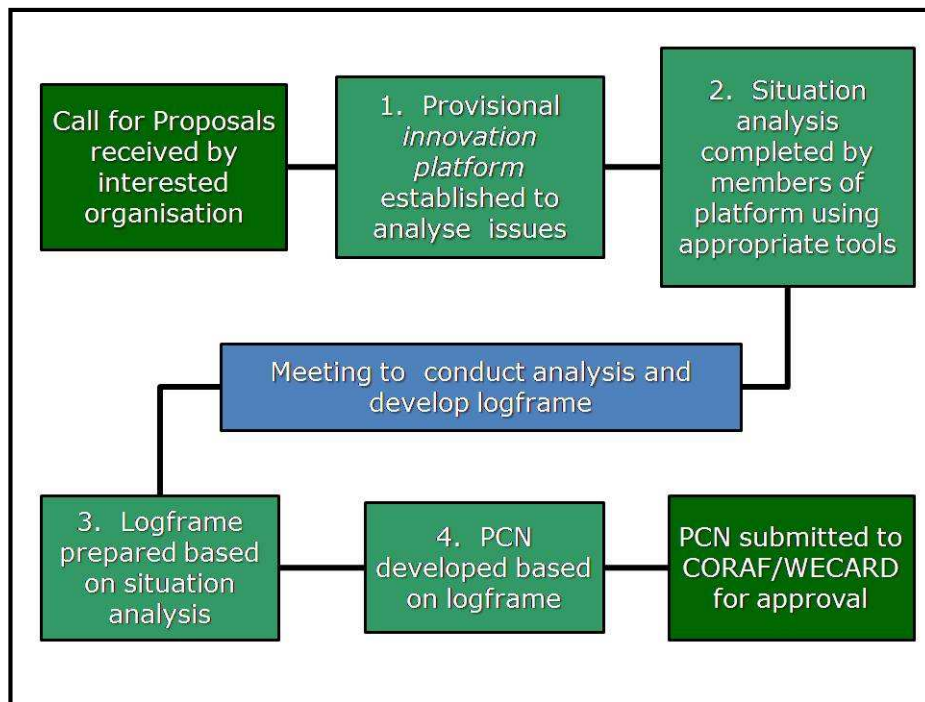 Call for Proposals
received by
interested
organisation
1. Provisional
innovation
platform
established to
analyse issues
2. Situation
analysis
completed by
members of
platform using
appropriate tools
Meeting to conduct analysis and
develop logframe
3. Logframe
prepared based
on situation
analysis
4. PCN
developed based
on logframe
PCN submitted to
CORAF/WECARD
for approval